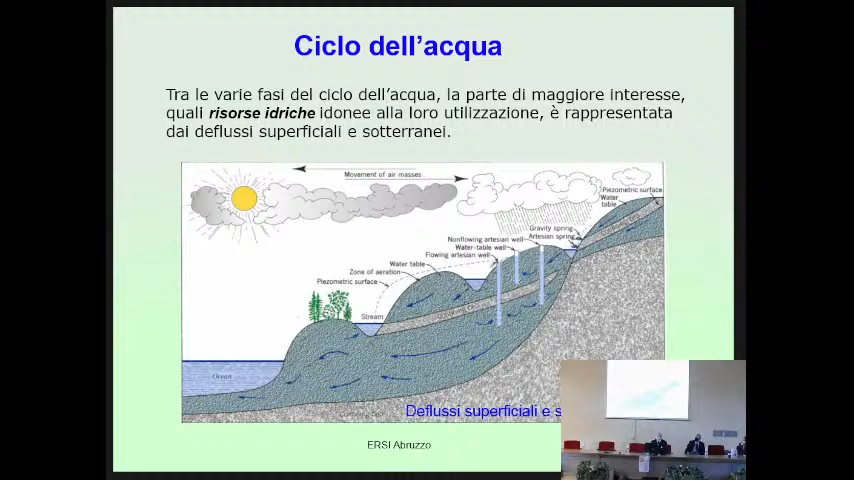 Ciclo dell'acqua
Tra le varie fasi del ciclo dell'acqua, la parte di maggiore interesse,
quali risorse idriche idonee alla loro utilizzazione, è rappresentata
dai deflussi superficiali e sotterranei.
Movement of air masses
Piezometric surface
Water
table
Gravity spring
Artesian spring
Nonflowing artesian well
Water-table well
Flowing artesian well
Water table
Zone of aeration
Piezometric surface
Stream
Ocean
Deflussi superficiali e s
ERSI Abruzzo